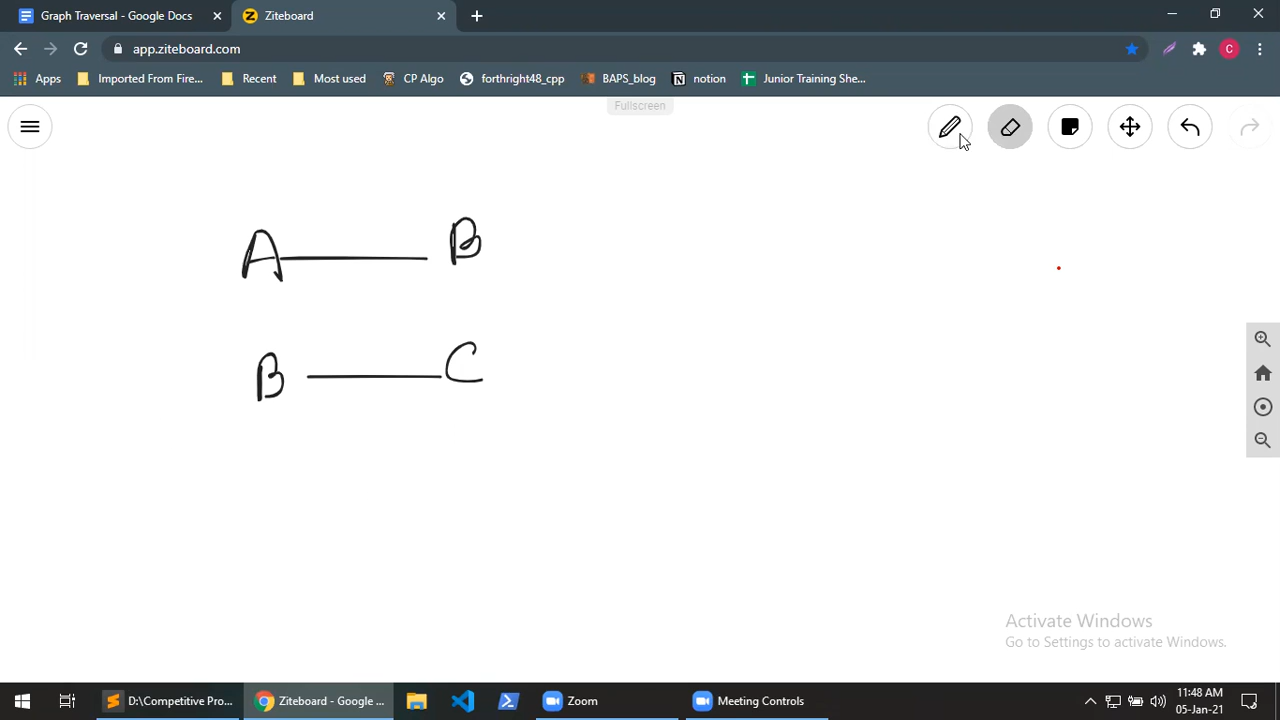 Graph Traversal - Google Docs
Ziteboard
app.ziteboard.com
C
Apps
Imported From Fire...
Recent
Most used
CP Algo
forthright48_cpp
BAPS_blog
notion
Junior Training She...
Fullscreen
A B
B C
Activate Windows
Go to Settings to activate Windows.
D:\Competitive Pro...
Ziteboard - Google ...
Zoom
Meeting Controls
11:48 AM
05-Jan-21